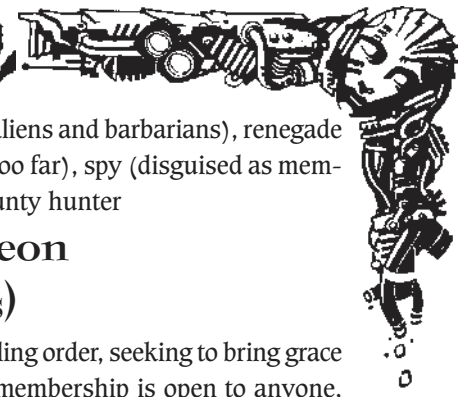 aliens and barbarians), renegade
oo far), spy (disguised as mem-
unty hunter
eon
s)
ling order, seeking to bring grace
membership is open to anyone,